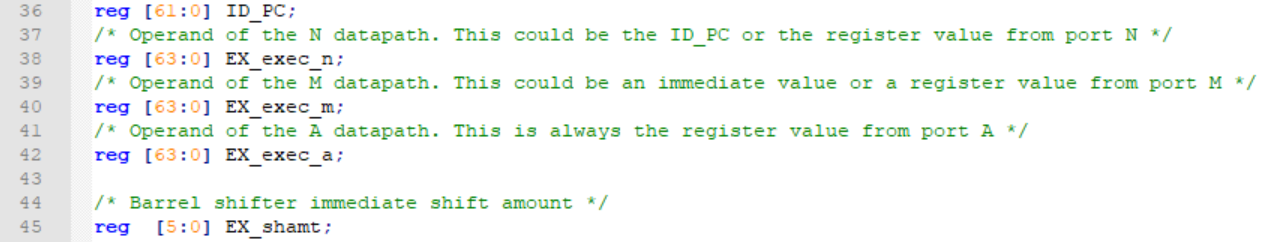 36 reg [61:0] ID_PC;
37 /* Operand of the N datapath. This could be the ID_PC or the register value from port N */
38 reg [63:0] EX_exec_n;
39 /* Operand of the M datapath. This could be an immediate value or a register value from port M */
40 reg [63:0] EX_exec_m;
41 /* Operand of the A datapath. This is always the register value from port A */
42 reg [63:0] EX_exec_a;
43
44 /* Barrel shifter immediate shift amount */
45 reg  [5:0] EX_shamt;